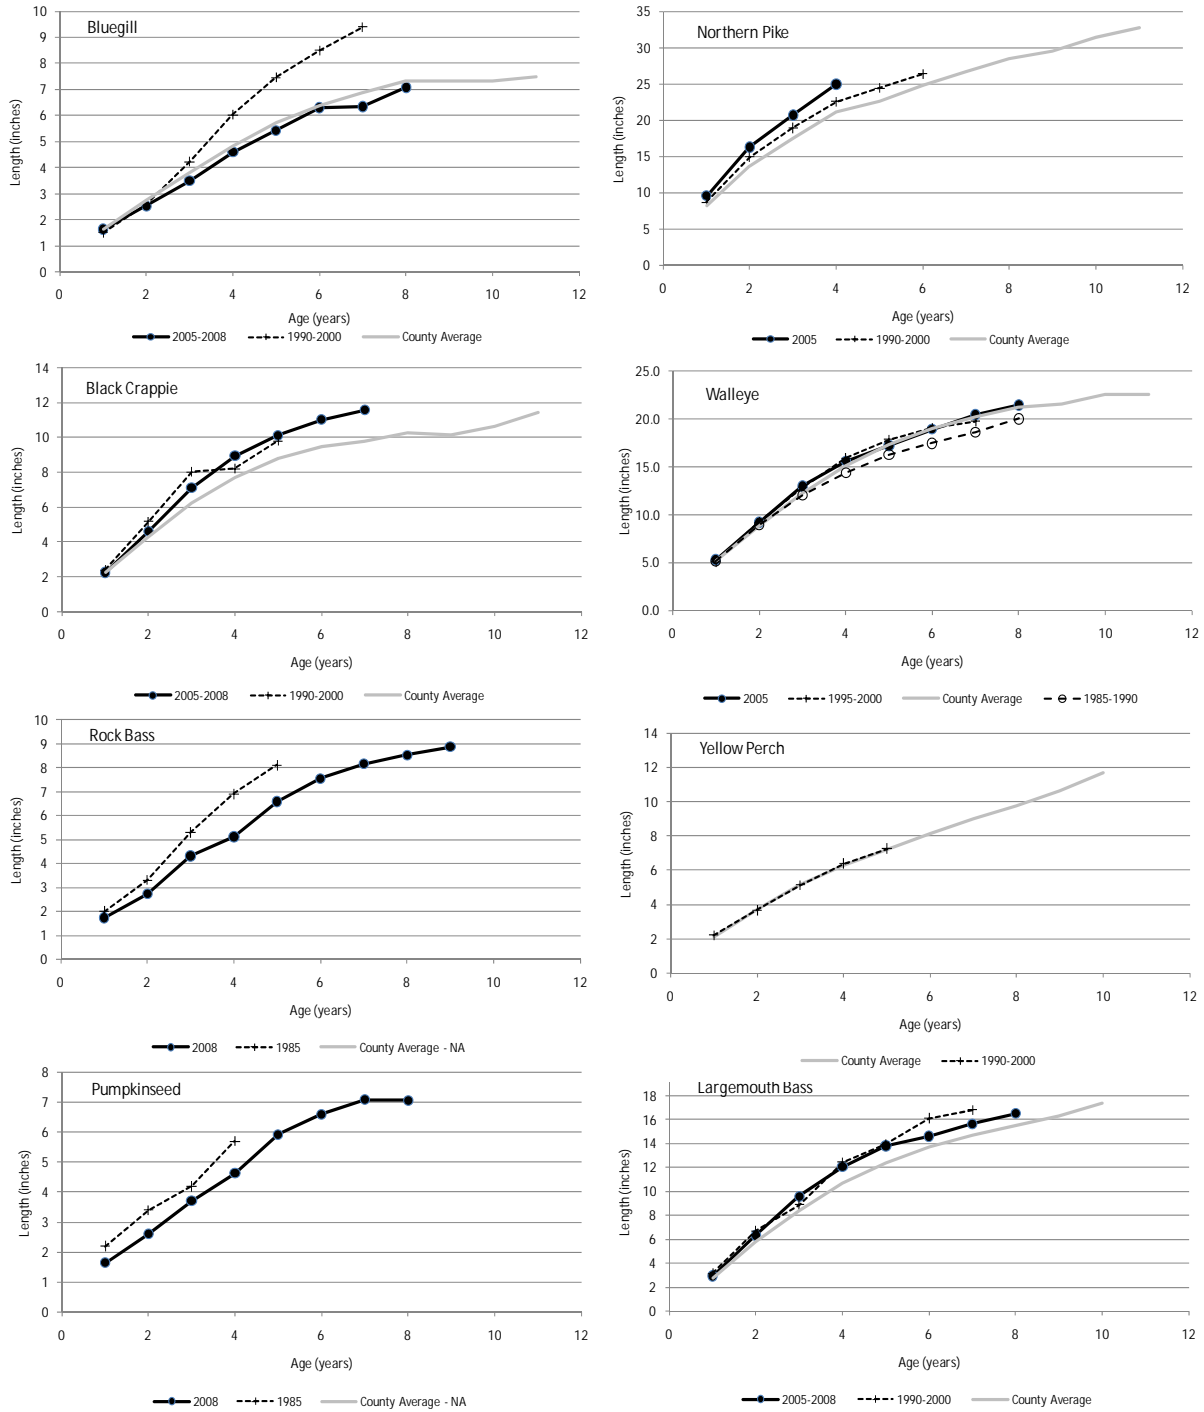 Bluegill
Length (inches)
10
9
8
7
6
5
4
3
2
1
0
0 2 4 6 8 10 12
Age (years)
2005-2008 1990-2000 County Average
Northern Pike
Length (inches)
35
30
25
20
15
10
5
0
0 2 4 6 8 10 12
Age (years)
2005 1990-2000 County Average
Black Crappie
Length (inches)
14
12
10
8
6
4
2
0
0 2 4 6 8 10 12
Age (years)
2005-2008 1990-2000 County Average
Walleye
Length (inches)
25.0
20.0
15.0
10.0
5.0
0.0
0 2 4 6 8 10 12
Age (years)
2005 1995-2000 County Average 1985-1990
Rock Bass
Length (inches)
10
9
8
7
6
5
4
3
2
1
0
0 2 4 6 8 10 12
Age (years)
2008 1985 County Average - NA
Yellow Perch
Length (inches)
14
12
10
8
6
4
2
0
0 2 4 6 8 10 12
Age (years)
County Average 1990-2000
Pumpkinseed
Length (inches)
8
7
6
5
4
3
2
1
0
0 2 4 6 8 10 12
Age (years)
2008 1985 County Average - NA
Largemouth Bass
Length (inches)
18
16
14
12
10
8
6
4
2
0
0 2 4 6 8 10 12
Age (years)
2005-2008 1990-2000 County Average